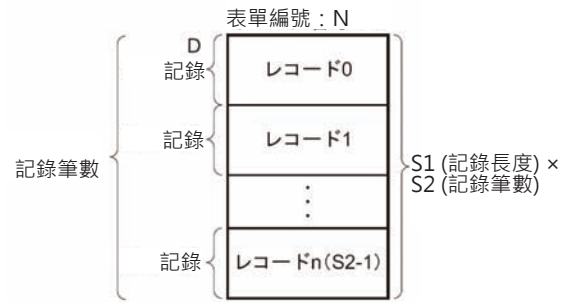 表單編號：N
D
記錄
レコード0
記錄
レコード1
記錄筆數
S1 (記錄長度) ×
S2 (記錄筆數)
⋮
記錄
レコードn(S2-1)